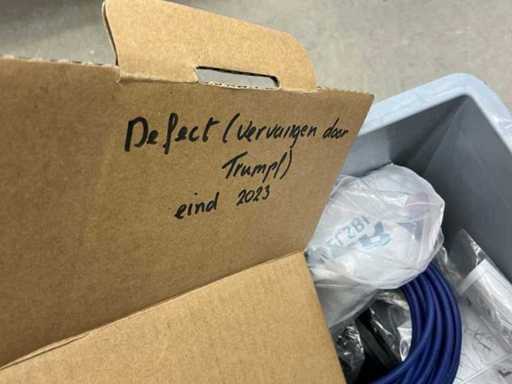 Defect (Vervangen door
Trumpf)
eind 2023